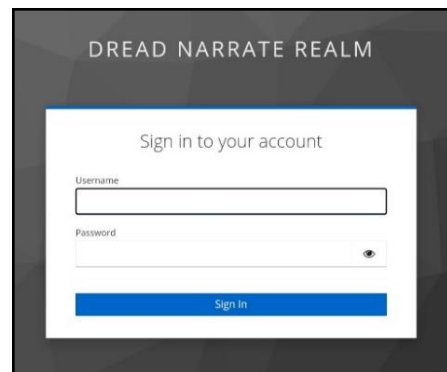 DREAD NARRATE REALM
Sign in to your account
Username
Password
Sign In